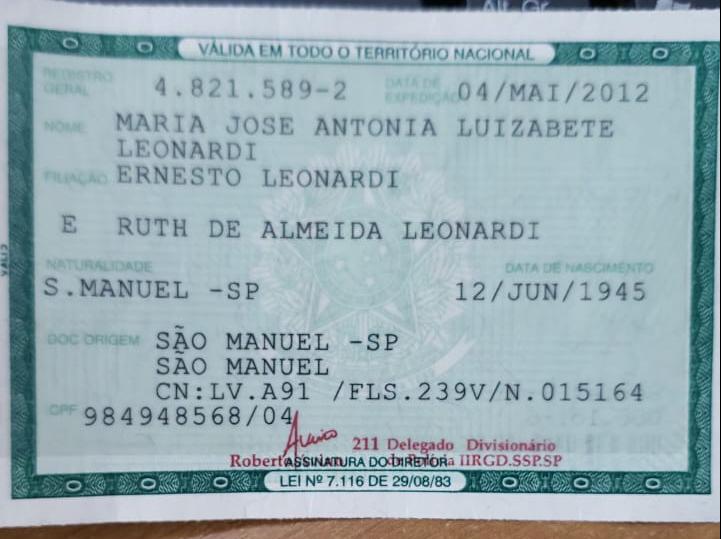 Alt Gr
VÁLIDA EM TODO O TERRITÓRIO NACIONAL
REGISTRO GERAL 4.821.589-2 DATA DE EXPEDIÇÃO 04/MAI/2012
NOME MARIA JOSE ANTONIA LUIZABETE
LEONARDI
FILIAÇÃO ERNESTO LEONARDI
E RUTH DE ALMEIDA LEONARDI
NATURALIDADE DATA DE NASCIMENTO
S.MANUEL -SP 12/JUN/1945
DOC ORIGEM SÃO MANUEL -SP
SÃO MANUEL
CN:LV.A91 /FLS.239V/N.015164
CPF 984948568/04
211 Delegado Divisionário
Roberto ASSINATURA DO DIRETOR IIRGD.SSP.SP
LEI Nº 7.116 DE 29/08/83